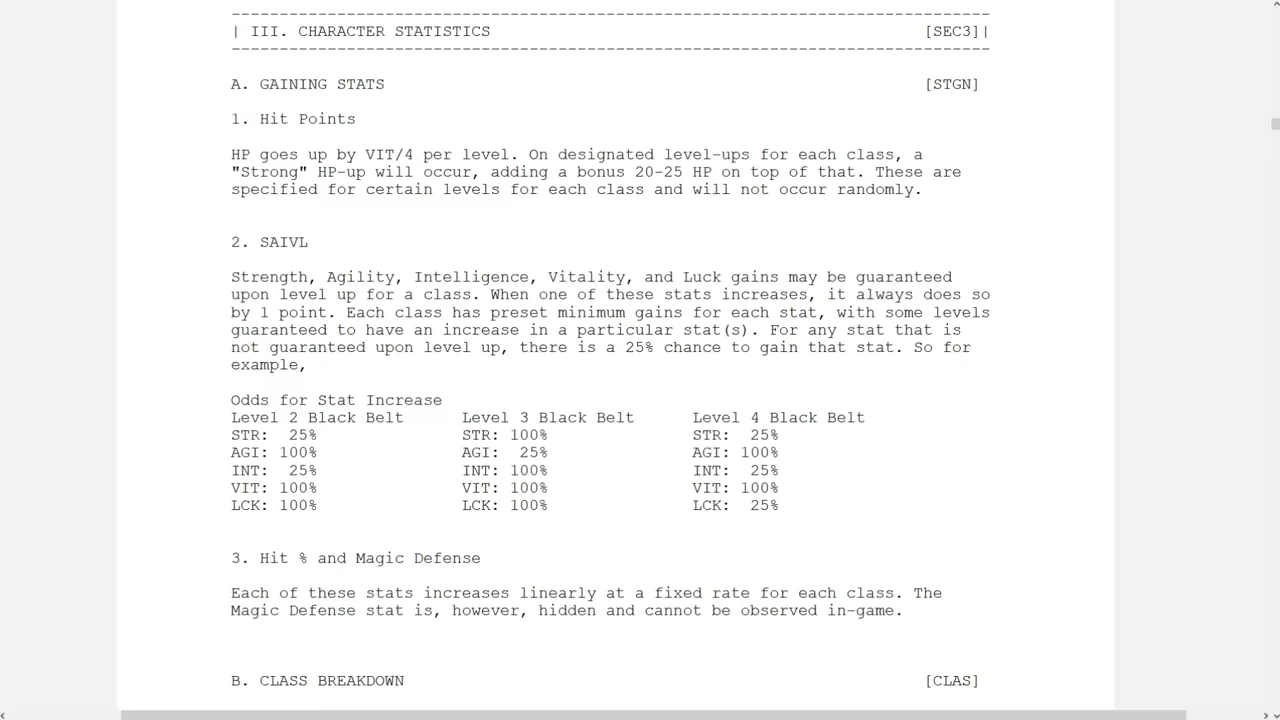 -------------------------------------------------------------------------------
| III. CHARACTER STATISTICS                                             [SEC3]|
-------------------------------------------------------------------------------
A. GAINING STATS                                                        [STGN]
1. Hit Points
HP goes up by VIT/4 per level. On designated level-ups for each class, a
"Strong" HP-up will occur, adding a bonus 20-25 HP on top of that. These are
specified for certain levels for each class and will not occur randomly.
2. SAIVL
Strength, Agility, Intelligence, Vitality, and Luck gains may be guaranteed
upon level up for a class. When one of these stats increases, it always does so
by 1 point. Each class has preset minimum gains for each stat, with some levels
guaranteed to have an increase in a particular stat(s). For any stat that is
not guaranteed upon level up, there is a 25% chance to gain that stat. So for
example,
Odds for Stat Increase
Level 2 Black Belt      Level 3 Black Belt      Level 4 Black Belt
STR:  25%               STR: 100%               STR:  25%
AGI: 100%               AGI:  25%               AGI: 100%
INT:  25%               INT: 100%               INT:  25%
VIT: 100%               VIT: 100%               VIT: 100%
LCK: 100%               LCK: 100%               LCK:  25%
3. Hit % and Magic Defense
Each of these stats increases linearly at a fixed rate for each class. The
Magic Defense stat is, however, hidden and cannot be observed in-game.
B. CLASS BREAKDOWN                                                      [CLAS]